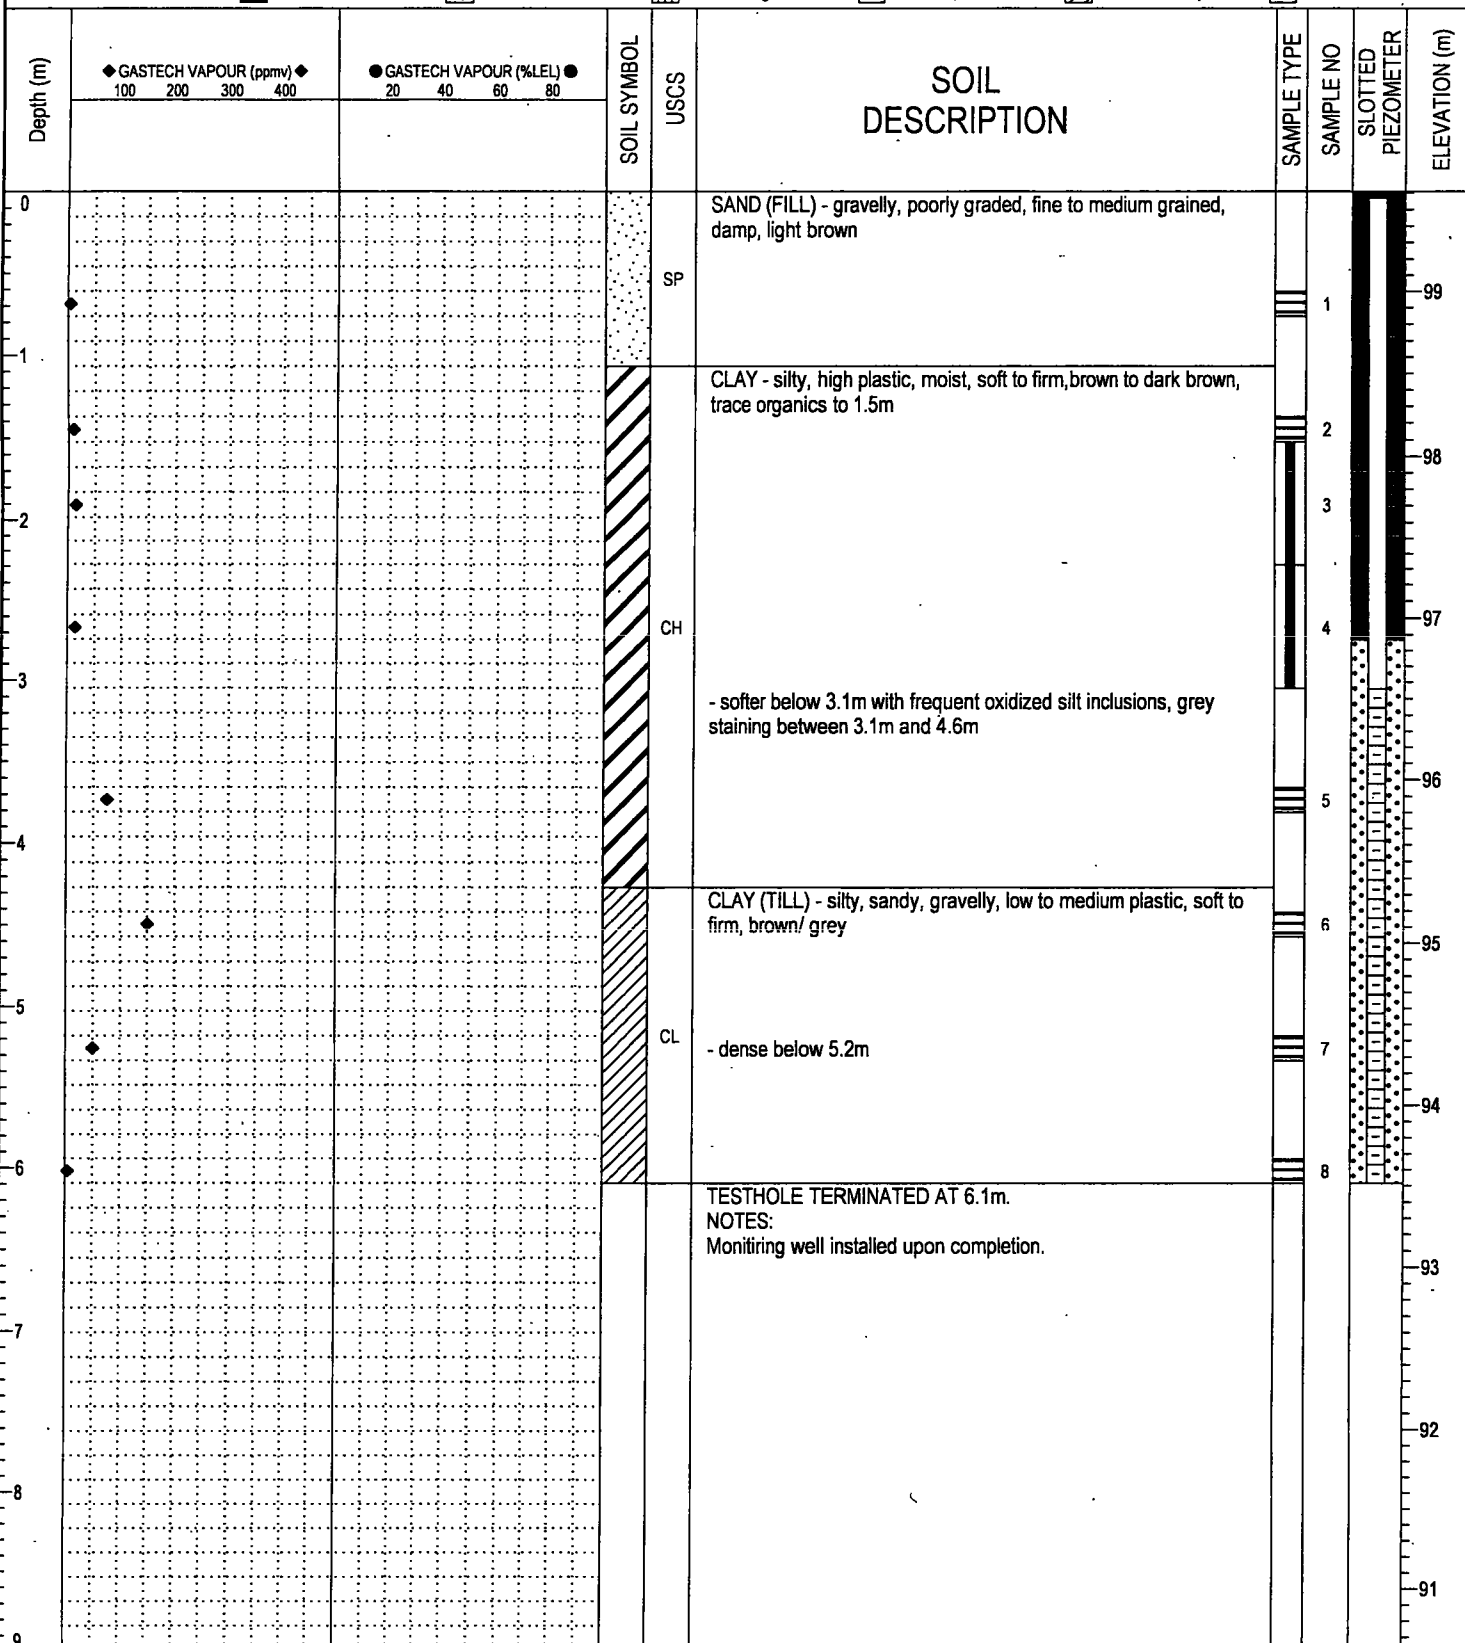 Depth (m)
◆ GASTECH VAPOUR (ppmv) ◆
100 200 300 400
● GASTECH VAPOUR (%LEL) ●
20 40 60 80
SOIL SYMBOL
USCS
SOIL
DESCRIPTION
SAMPLE TYPE
SAMPLE NO
SLOTTED
PIEZOMETER
ELEVATION (m)
0
SAND (FILL) - gravelly, poorly graded, fine to medium grained,
damp, light brown
SP
1
99
1
CLAY - silty, high plastic, moist, soft to firm,brown to dark brown,
trace organics to 1.5m
2
98
3
2
CH
4
97
3
- softer below 3.1m with frequent oxidized silt inclusions, grey
staining between 3.1m and 4.6m
96
5
4
CLAY (TILL) - silty, sandy, gravelly, low to medium plastic, soft to
firm, brown/ grey
6
95
5
CL
- dense below 5.2m
7
94
6
8
TESTHOLE TERMINATED AT 6.1m.
NOTES:
Monitiring well installed upon completion.
93
7
92
8
91
9